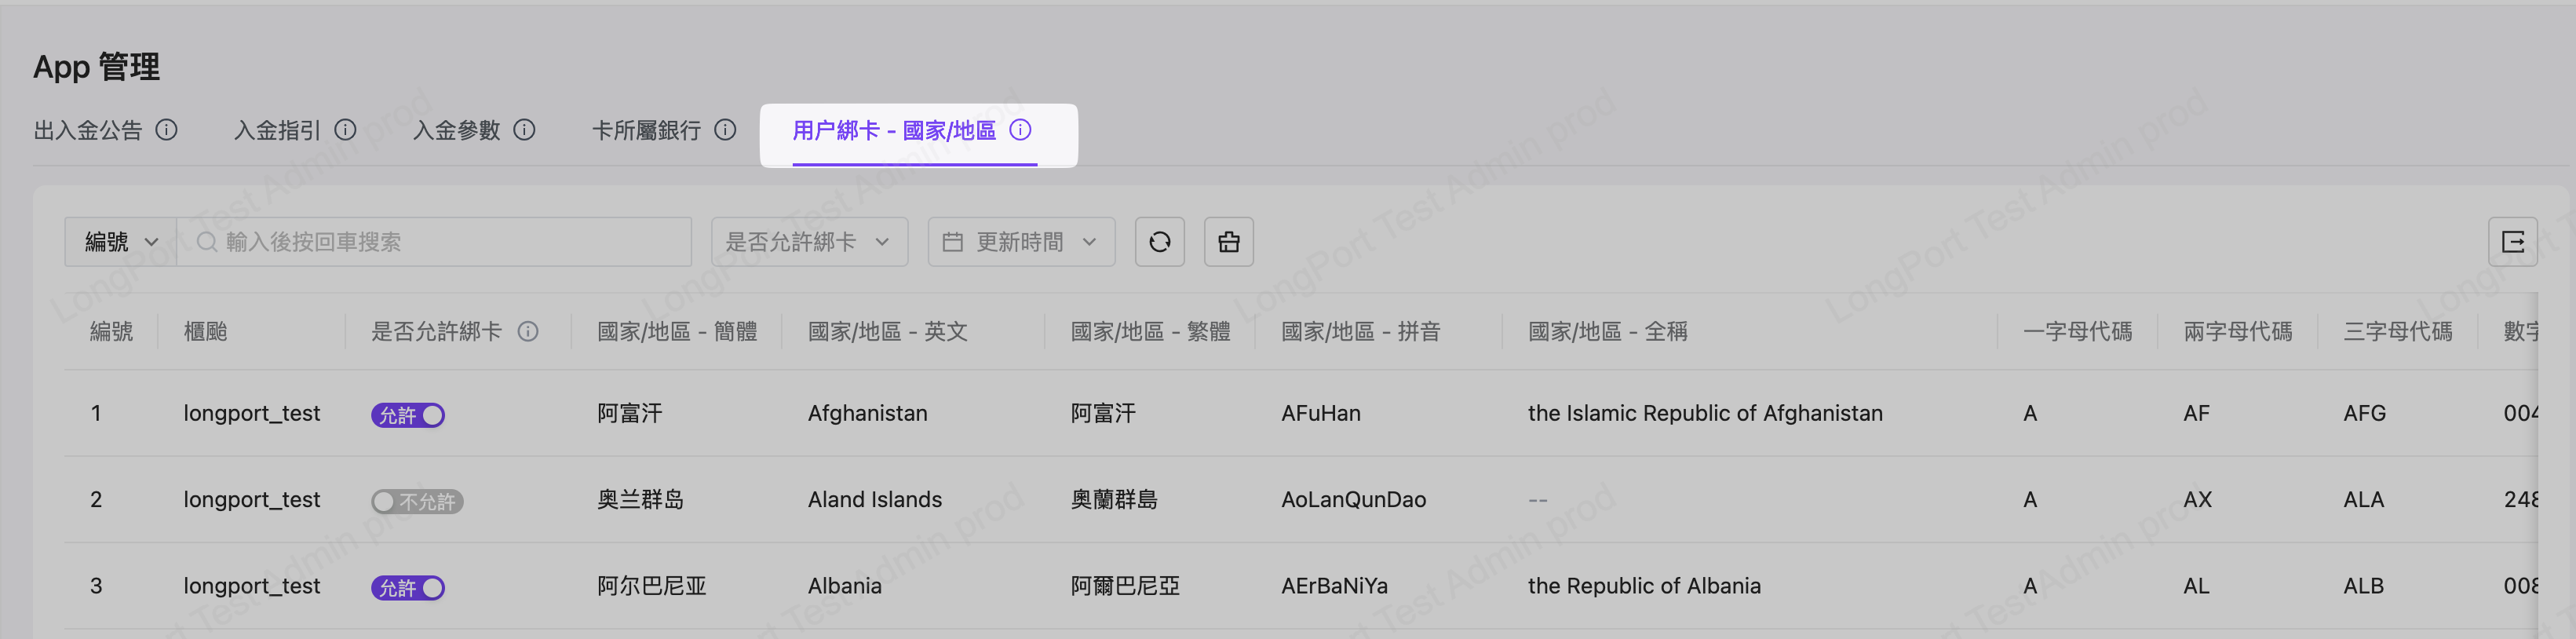 App 管理
出入金公告 入金指引 入金參數 卡所屬銀行 用户綁卡 - 國家/地區
編號 輸入後按回車搜索 是否允許綁卡 更新時間
編號 櫃颱 是否允許綁卡 國家/地區 - 簡體 國家/地區 - 英文 國家/地區 - 繁體 國家/地區 - 拼音 國家/地區 - 全稱 一字母代碼 兩字母代碼 三字母代碼 數字
1 longport_test 允許 阿富汗 Afghanistan 阿富汗 AFuHan the Islamic Republic of Afghanistan A AF AFG 004
2 longport_test 不允許 奥兰群岛 Aland Islands 奧蘭群島 AoLanQunDao -- A AX ALA 248
3 longport_test 允許 阿尔巴尼亚 Albania 阿爾巴尼亞 AErBaNiYa the Republic of Albania A AL ALB 008
LongPort Test Admin prod